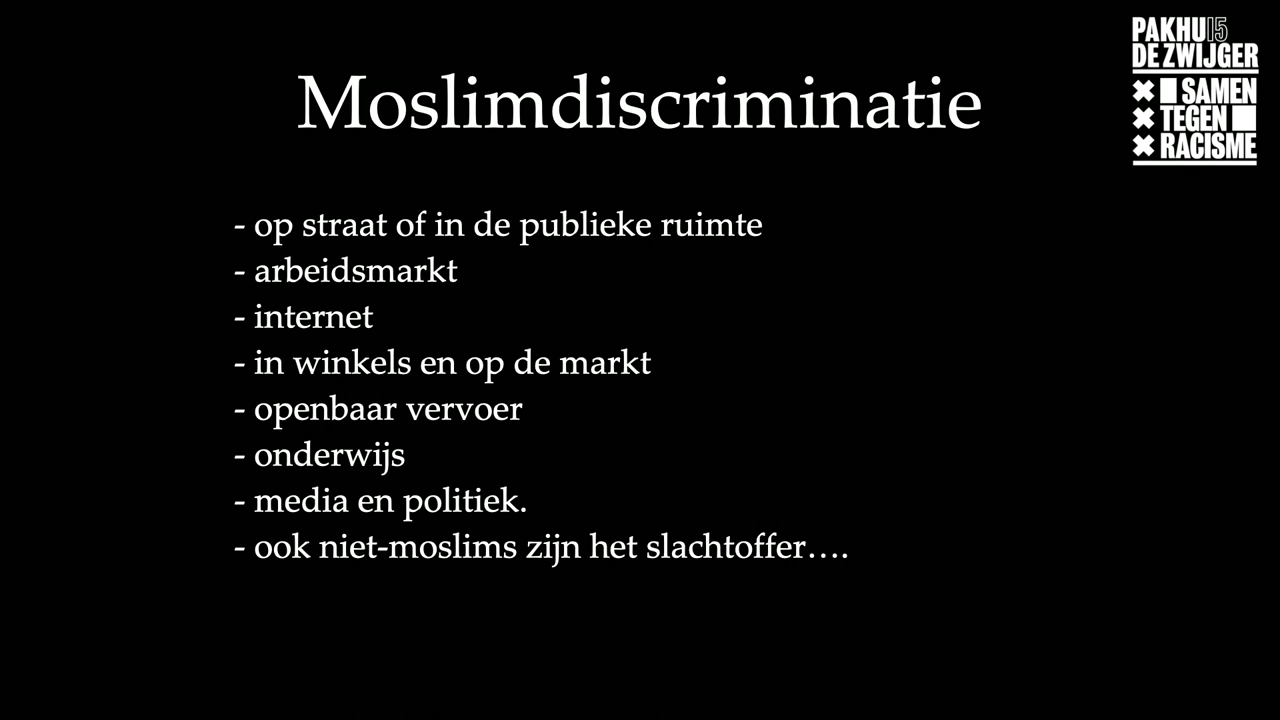 PAKHU15
DE ZWIJGER
SAMEN
TEGEN
RACISME
Moslimdiscriminatie
- op straat of in de publieke ruimte
- arbeidsmarkt
- internet
- in winkels en op de markt
- openbaar vervoer
- onderwijs
- media en politiek.
- ook niet-moslims zijn het slachtoffer….